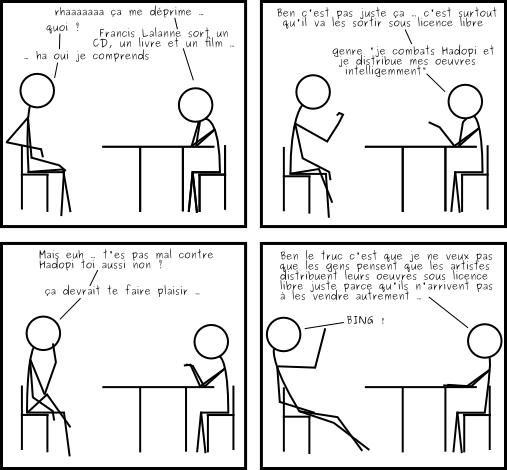 rhaaaaaaa ça me déprime ...
quoi ?
Francis Lalanne sort un
CD, un livre et un film ...
... ha oui je comprends
Ben c'est pas juste ça ... c'est surtout
qu'il va les sortir sous licence libre
genre "je combats Hadopi et
je distribue mes oeuvres
intelligemment"
Mais euh ... t'es pas mal contre
Hadopi toi aussi non ?
ça devrait te faire plaisir ...
Ben le truc c'est que je ne veux pas
que les gens pensent que les artistes
distribuent leurs oeuvres sous licence
libre juste parce qu'ils n'arrivent pas
à les vendre autrement ...
BING !